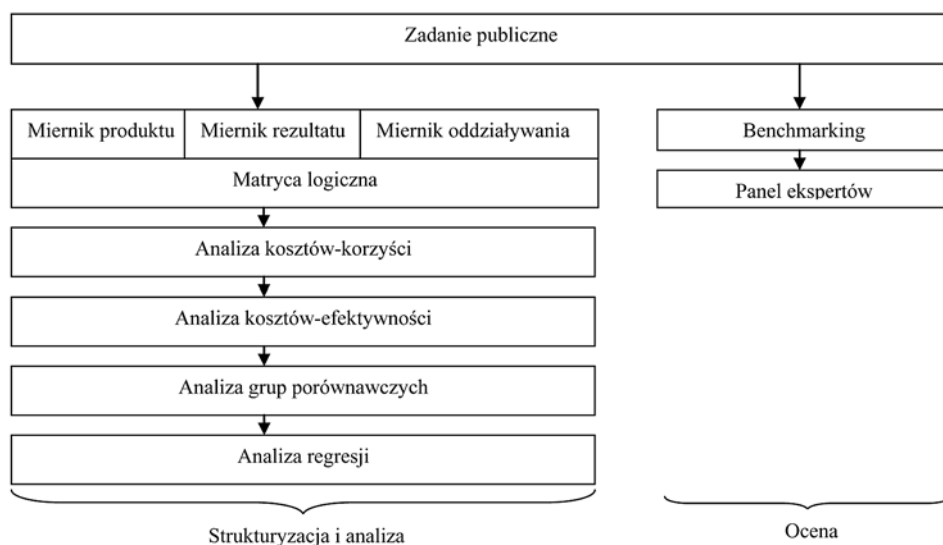 Zadanie publiczne
Miernik produktu
Miernik rezultatu
Miernik oddziaływania
Matryca logiczna
Analiza kosztów-korzyści
Analiza kosztów-efektywności
Analiza grup porównawczych
Analiza regresji
Strukturyzacja i analiza
Benchmarking
Panel ekspertów
Ocena